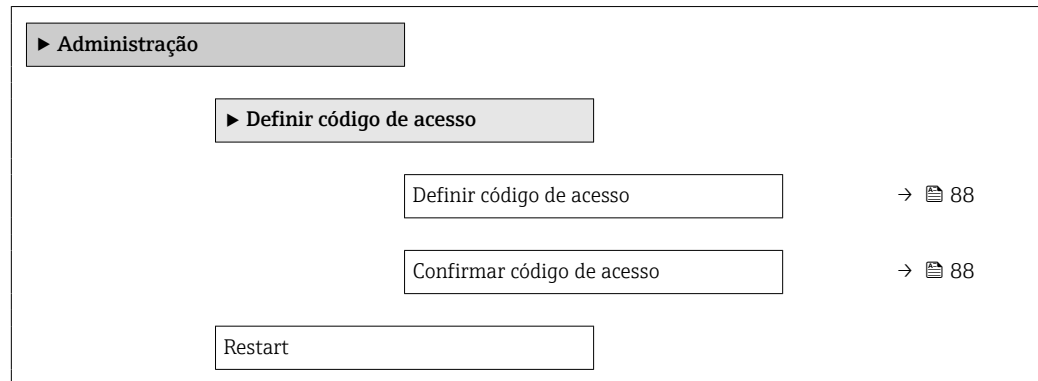 ▶ Administração
▶ Definir código de acesso
Definir código de acesso → 88
Confirmar código de acesso → 88
Restart